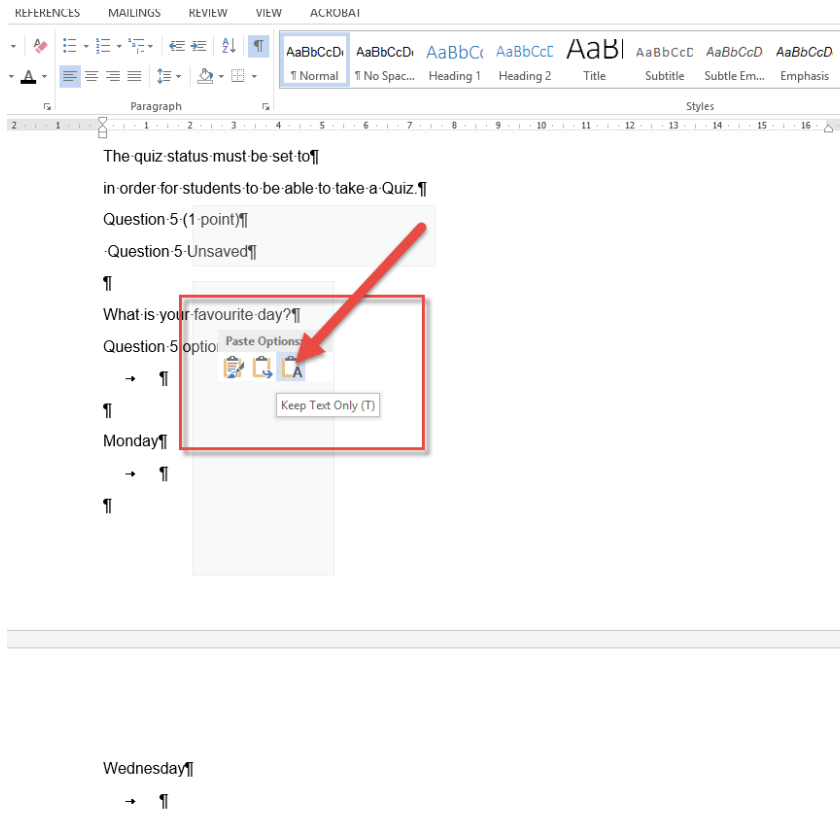 REFERENCES MAILINGS REVIEW VIEW ACROBAT
AaBbCcDc AaBbCcDc AaBbCc AaBbCcC AaBl AaBbCcC AaBbCcD AaBbCcD
¶ Normal ¶ No Spac... Heading 1 Heading 2 Title Subtitle Subtle Em... Emphasis
Paragraph Styles
2 1 1 2 3 4 5 6 7 8 9 10 11 12 13 14 15 16
The·quiz·status·must·be·set·to¶
in·order·for·students·to·be·able·to·take·a·Quiz.¶
Question·5·(1·point)¶
·Question·5·Unsaved¶
¶
What·is·your·favourite·day?¶
Paste Options:
Question·5·option
→ ¶
Keep Text Only (T)
¶
Monday¶
→ ¶
¶
Wednesday¶
→ ¶